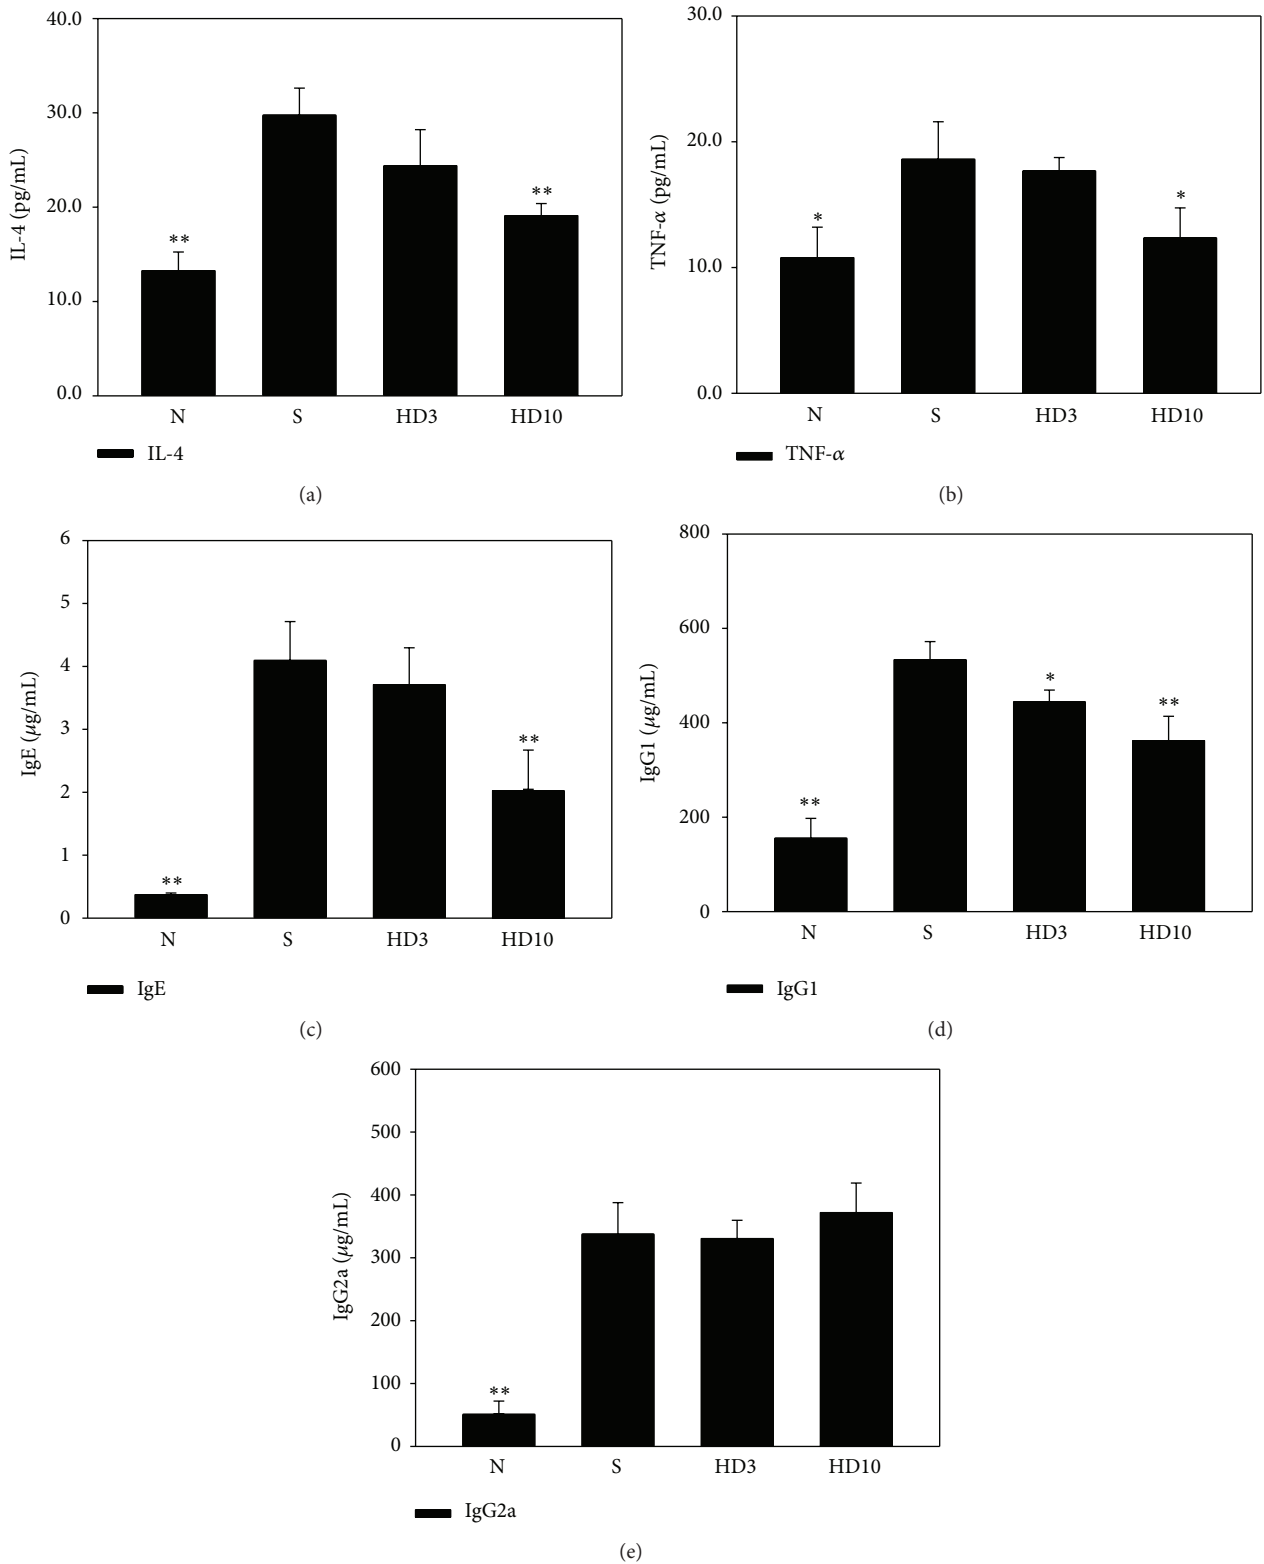 40.0
30.0
20.0
10.0
0.0
IL-4 (pg/mL)
**
**
N S HD3 HD10
IL-4
(a)
30.0
20.0
10.0
0.0
TNF-α (pg/mL)
*
*
N S HD3 HD10
TNF-α
(b)
6
5
4
3
2
1
0
IgE (μg/mL)
**
**
N S HD3 HD10
IgE
(c)
800
600
400
200
0
IgG1 (μg/mL)
**
*
**
N S HD3 HD10
IgG1
(d)
600
500
400
300
200
100
0
IgG2a (μg/mL)
**
N S HD3 HD10
IgG2a
(e)